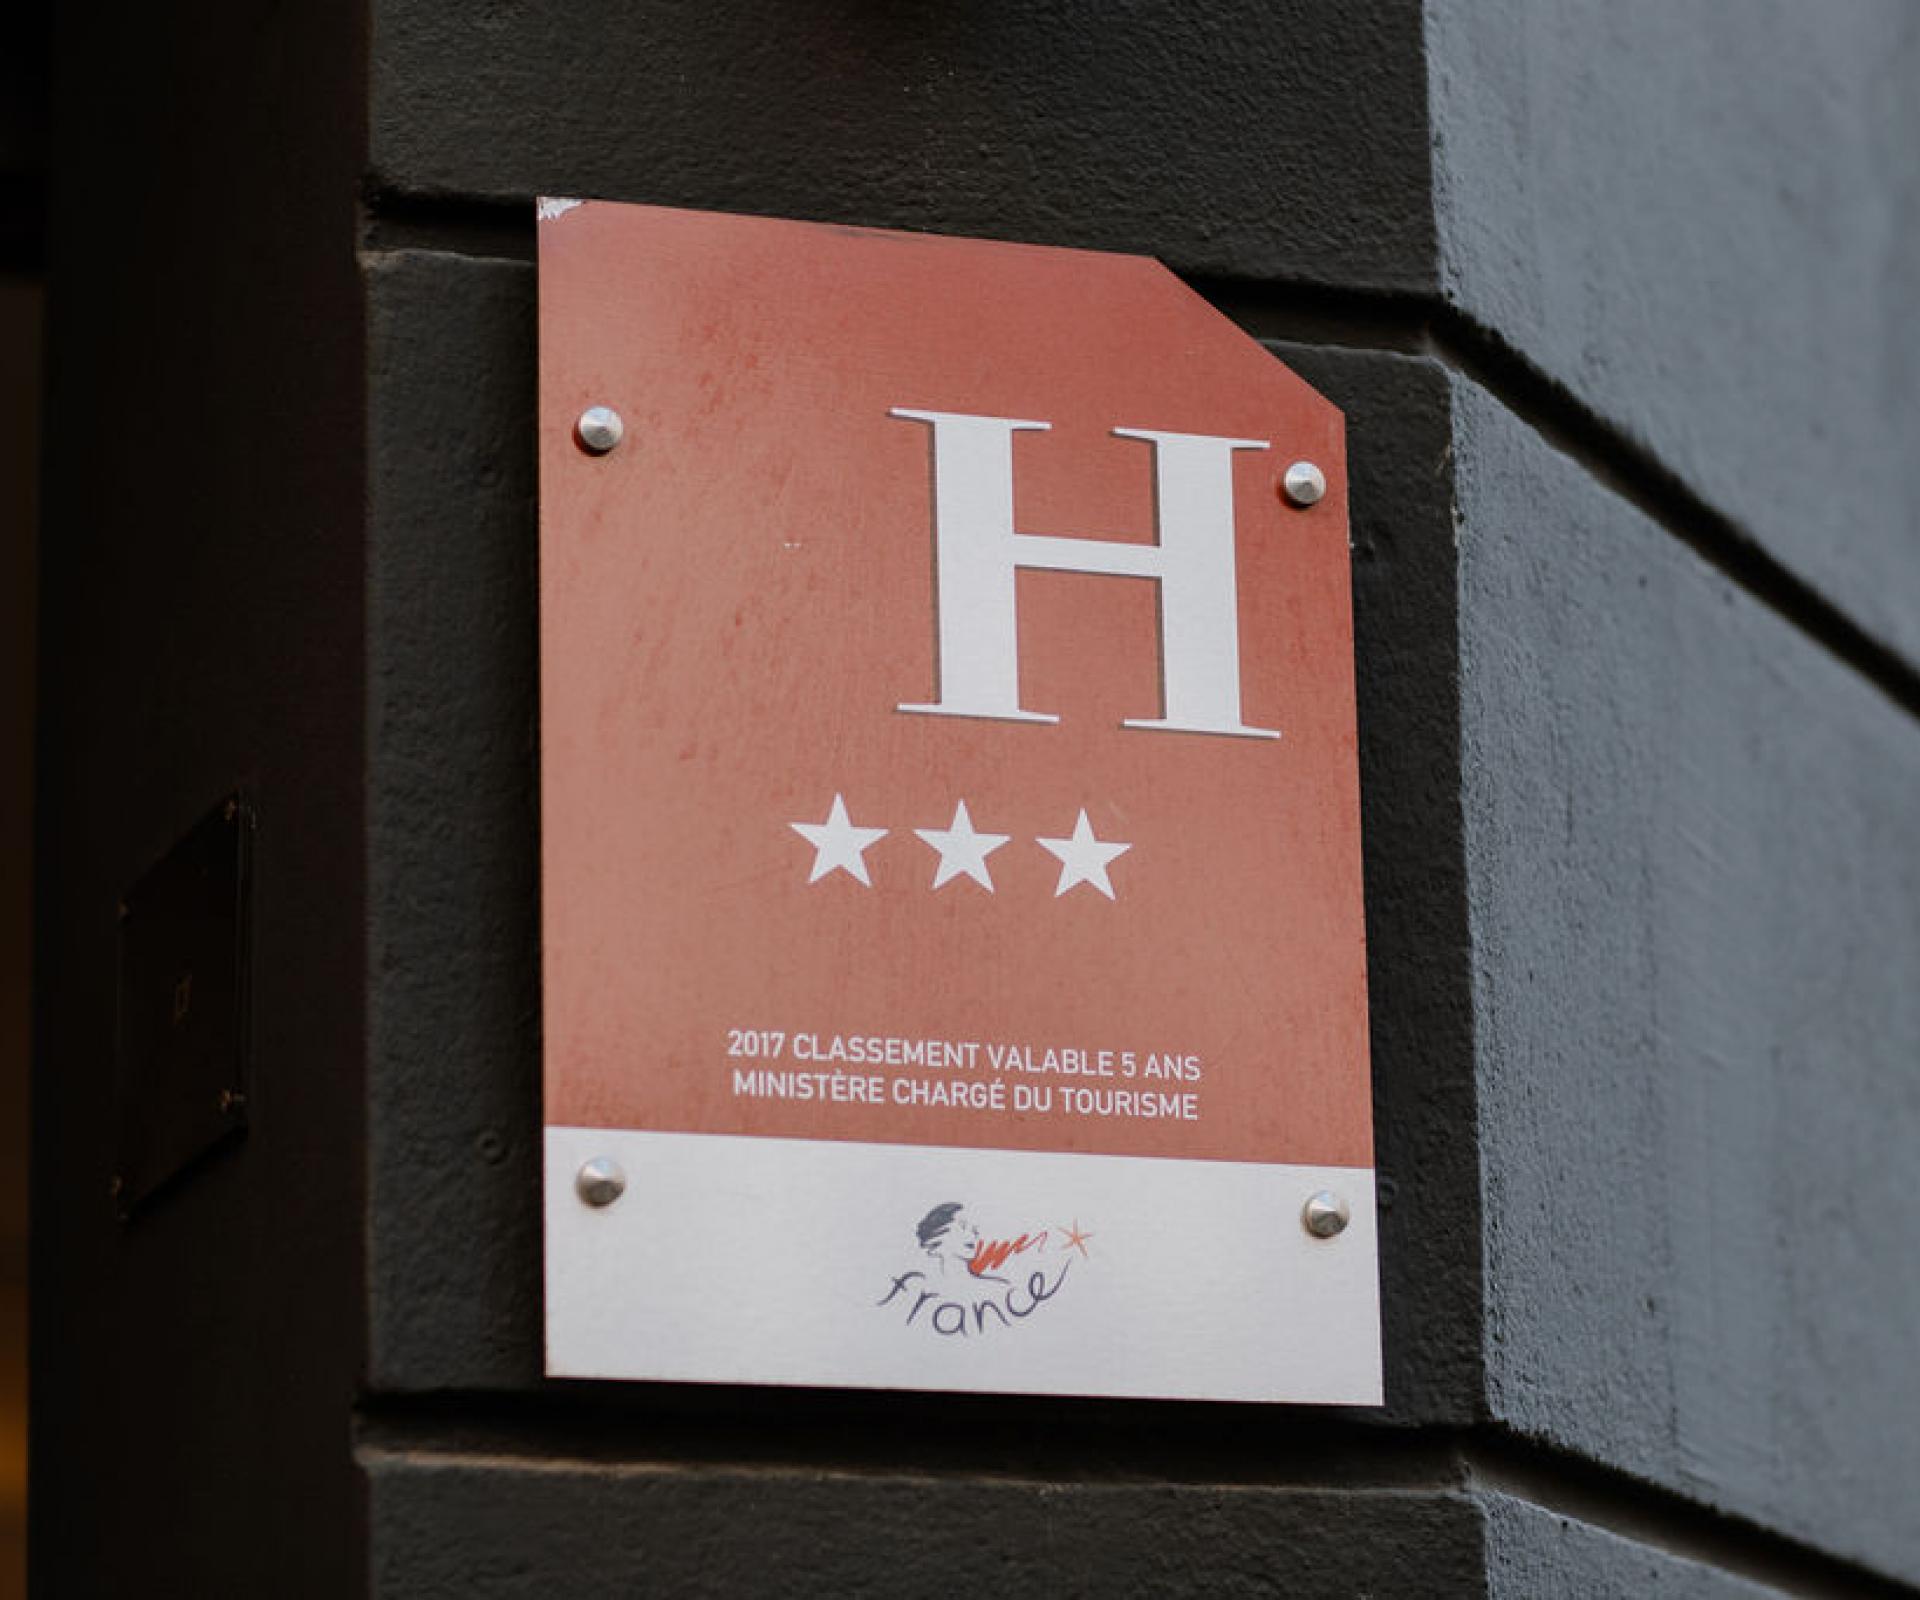 H
2017 CLASSEMENT VALABLE 5 ANS
MINISTÈRE CHARGÉ DU TOURISME
france